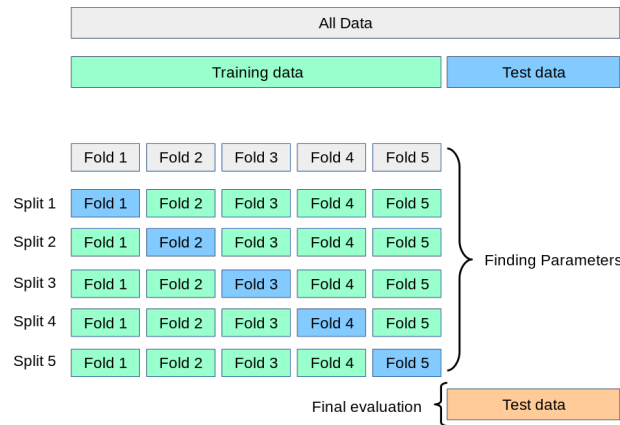 All Data
Training data Test data
Fold 1 Fold 2 Fold 3 Fold 4 Fold 5
Split 1 Fold 1 Fold 2 Fold 3 Fold 4 Fold 5
Split 2 Fold 1 Fold 2 Fold 3 Fold 4 Fold 5
Finding Parameters
Split 3 Fold 1 Fold 2 Fold 3 Fold 4 Fold 5
Split 4 Fold 1 Fold 2 Fold 3 Fold 4 Fold 5
Split 5 Fold 1 Fold 2 Fold 3 Fold 4 Fold 5
Final evaluation Test data